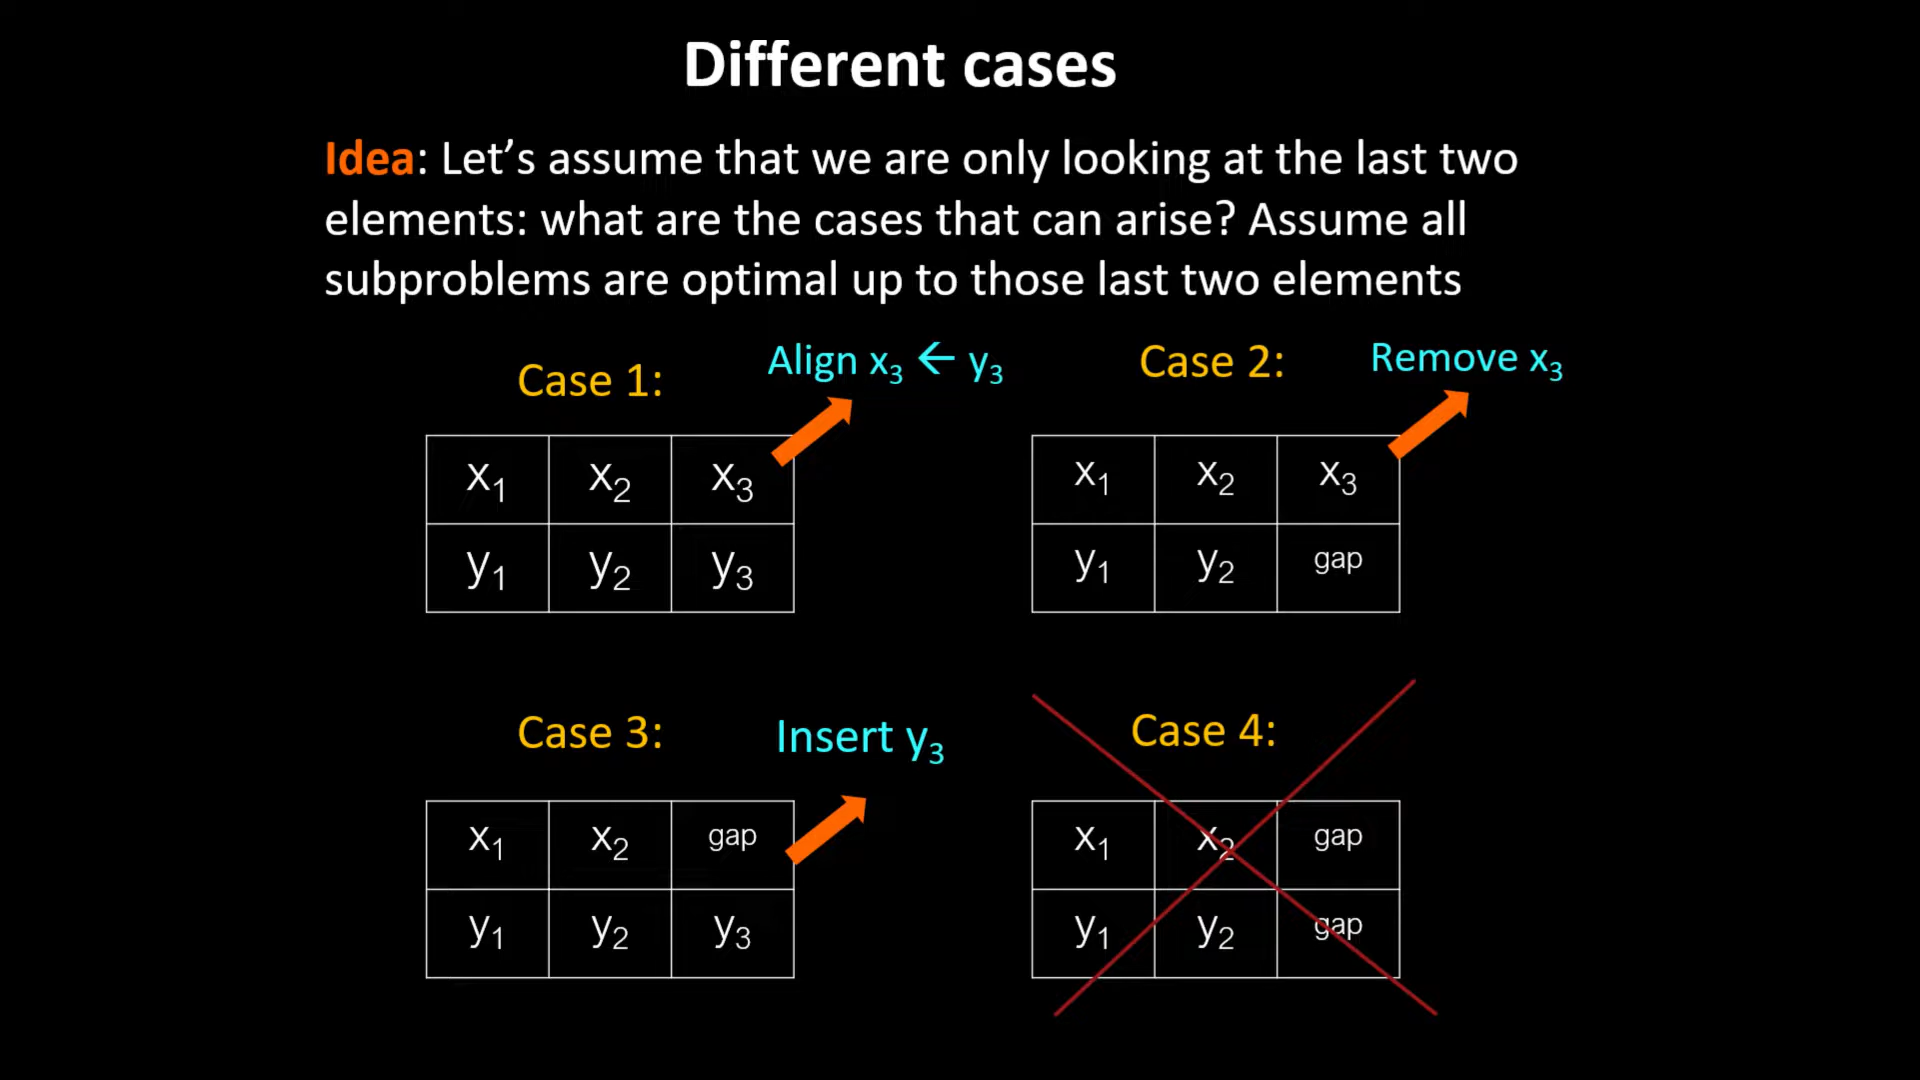 Different cases
Idea: Let’s assume that we are only looking at the last two
elements: what are the cases that can arise? Assume all
subproblems are optimal up to those last two elements
Case 1:
Align x₃ ← y₃
x₁ x₂ x₃
y₁ y₂ y₃
Case 2:
Remove x₃
x₁ x₂ x₃
y₁ y₂ gap
Case 3:
Insert y₃
x₁ x₂ gap
y₁ y₂ y₃
Case 4:
x₁ x₂ gap
y₁ y₂ gap